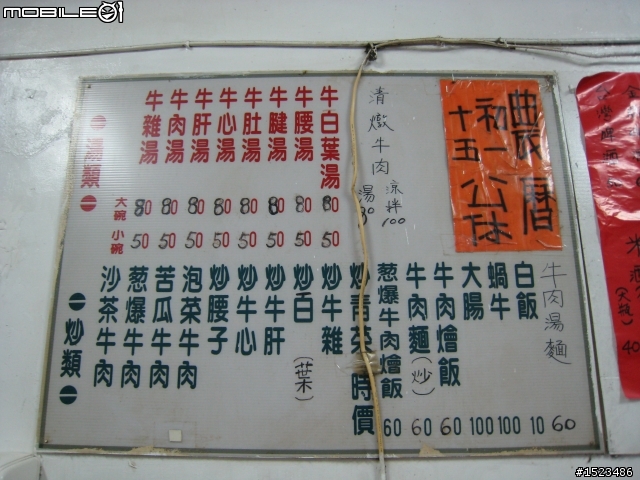 MOBILE01
農曆
初一
十五
公休
湯類
牛白葉湯
牛腰湯
牛腱湯
牛肚湯
牛心湯
牛肝湯
牛肉湯
牛雜湯
大碗 80 80 80 80 80 80 80 80
小碗 50 50 50 50 50 50 50 50
清燉牛肉湯 80
涼拌 100
炒類
牛肉湯麵 60
白飯 10
蝸牛 100
大腸 100
牛肉燴飯 60
牛肉麵(炒) 60
葱爆牛肉燴飯 60
炒青菜時價
炒牛雜
炒白(葉)
炒牛肝
炒牛心
炒腰子
泡菜牛肉
苦瓜牛肉
葱爆牛肉
沙茶牛肉
40
#1523486